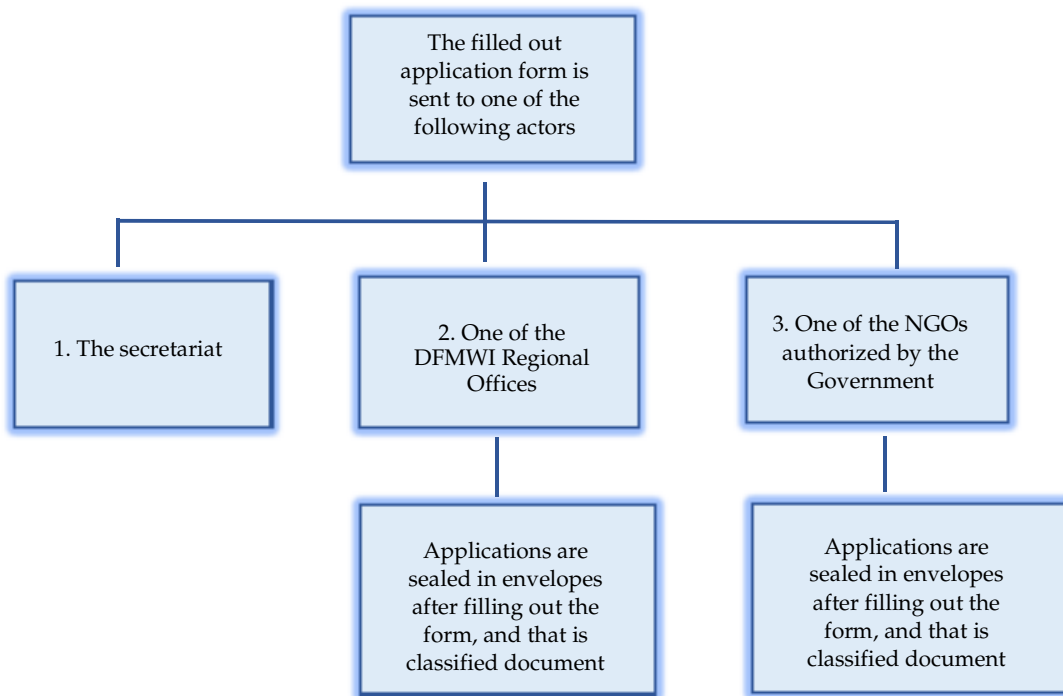 The filled out
application form is
sent to one of the
following actors
1. The secretariat
2. One of the
DFMWI Regional
Offices
3. One of the NGOs
authorized by the
Government
Applications are
sealed in envelopes
after filling out the
form, and that is
classified document
Applications are
sealed in envelopes
after filling out the
form, and that is
classified document